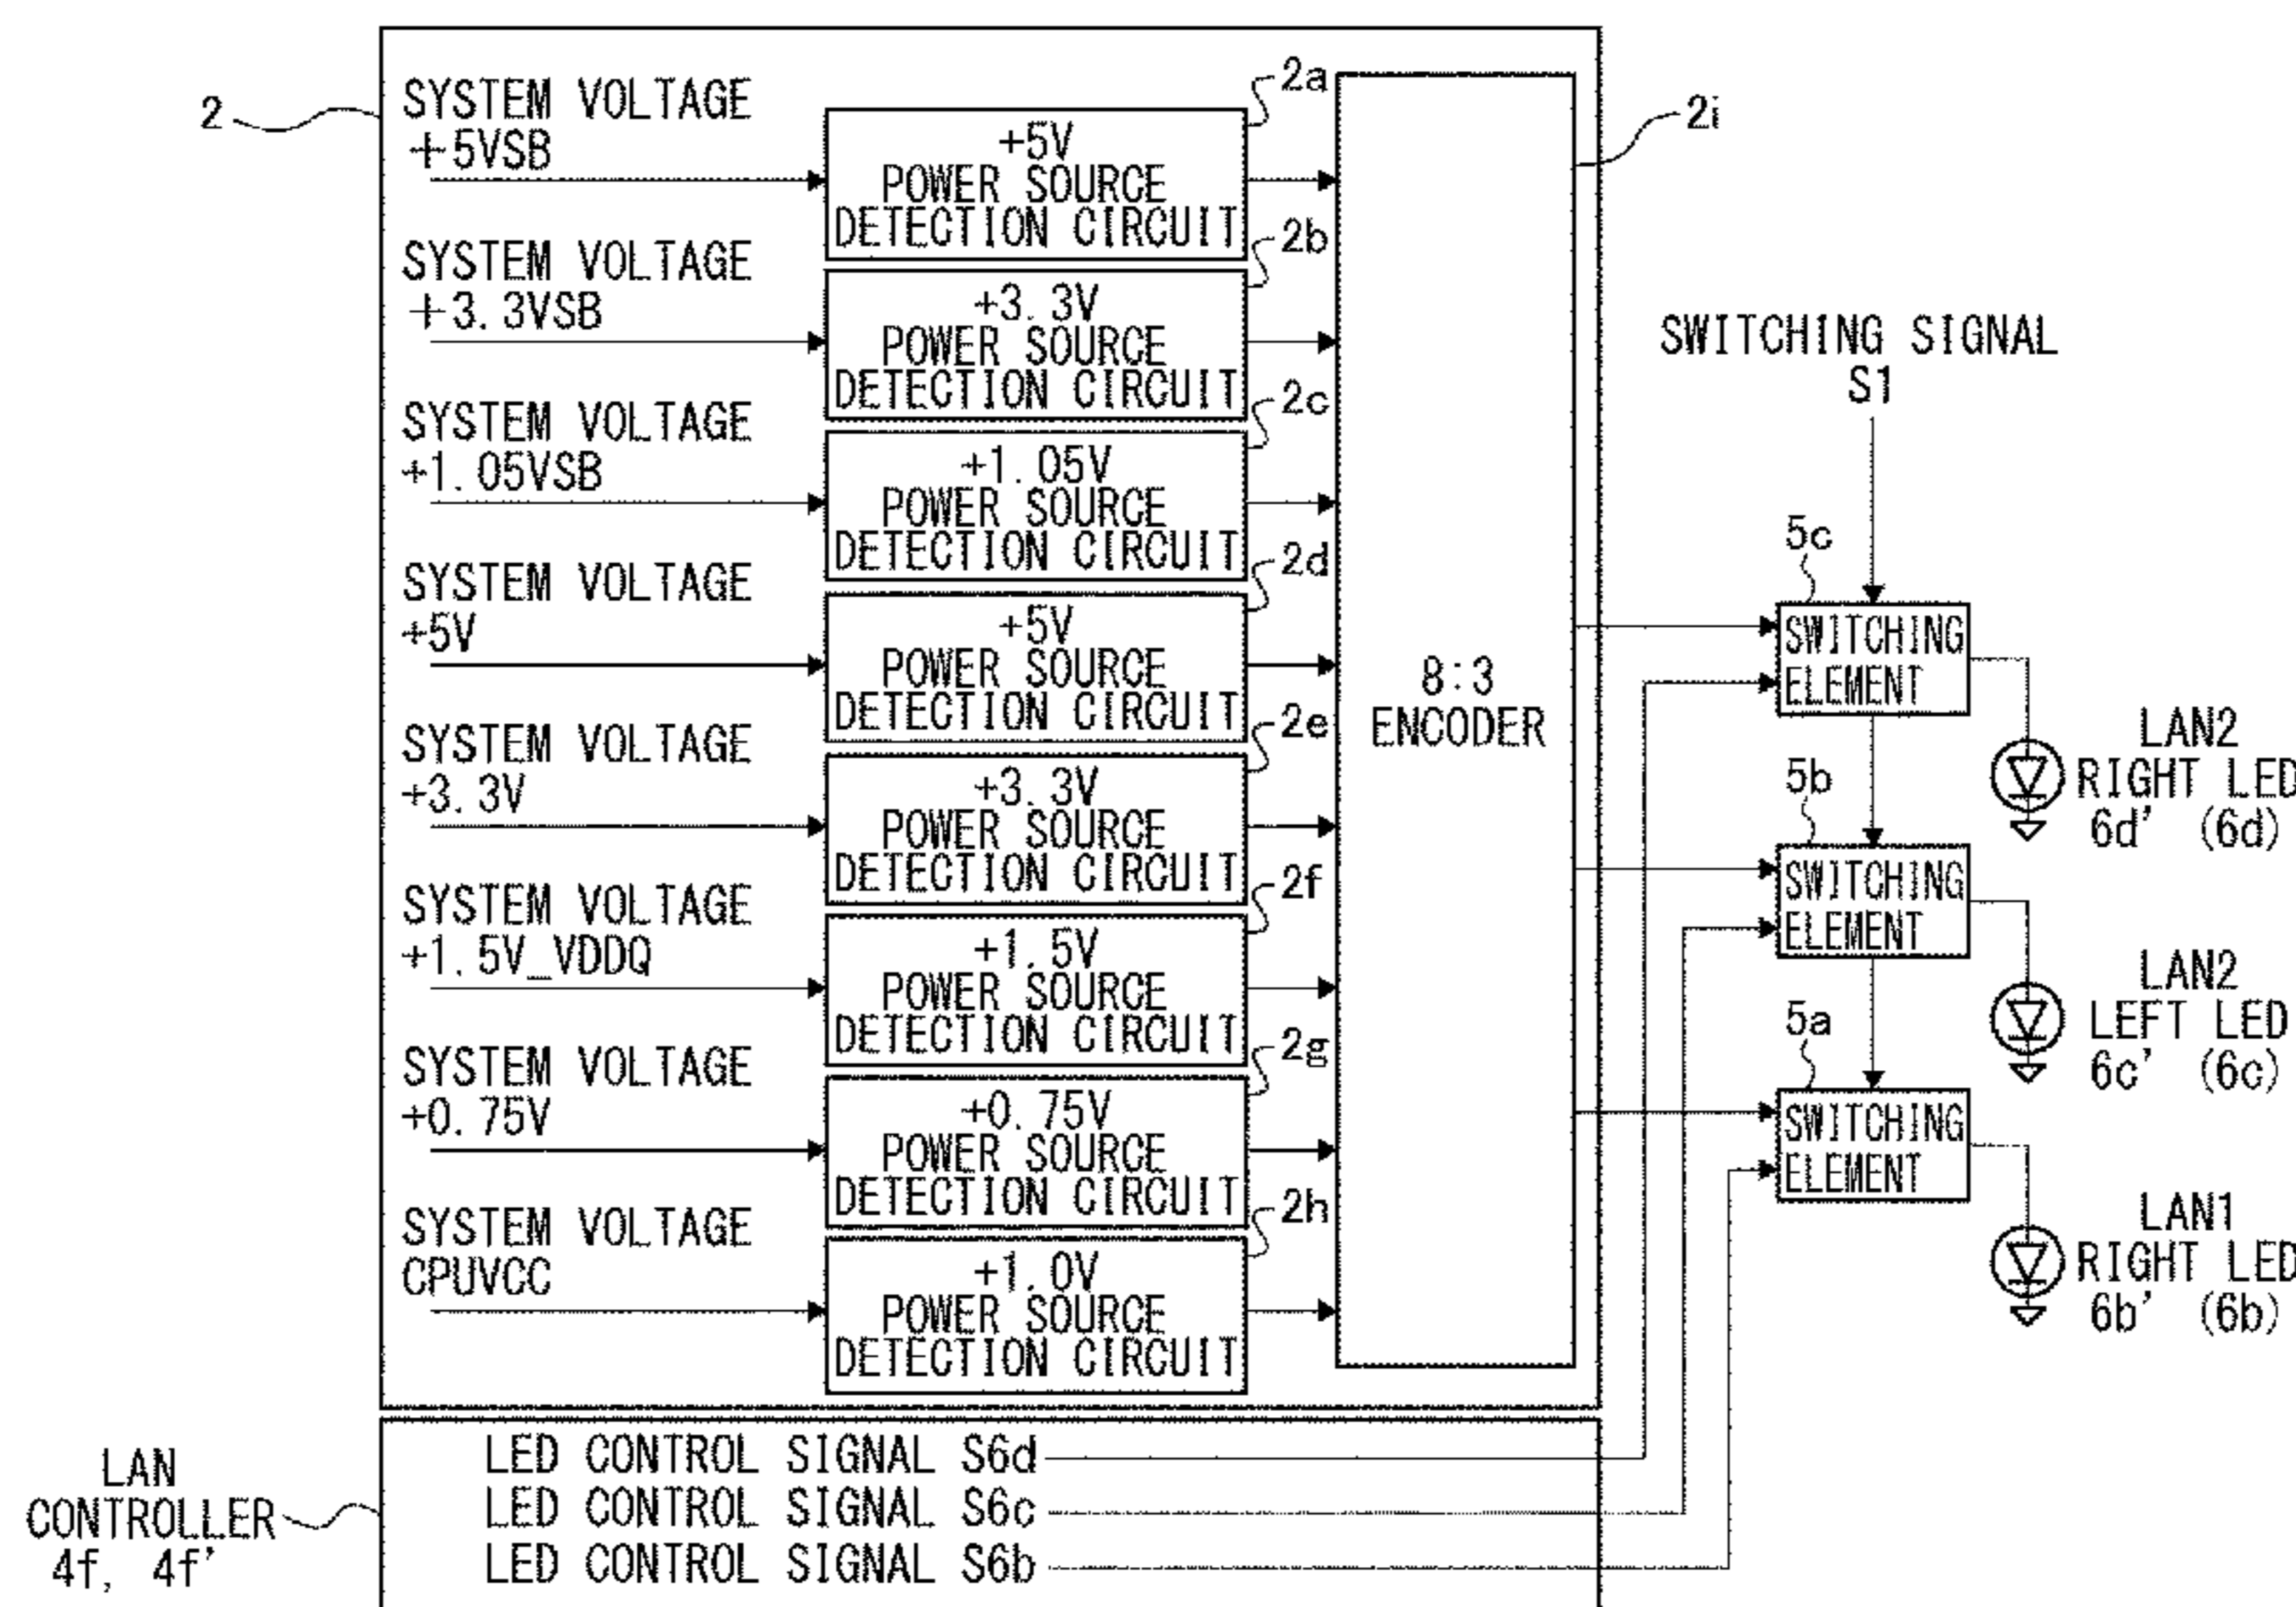 2
SYSTEM VOLTAGE
+5VSB
+5V
POWER SOURCE
DETECTION CIRCUIT
2a
2i
SYSTEM VOLTAGE
+3.3VSB
+3.3V
POWER SOURCE
DETECTION CIRCUIT
2b
SYSTEM VOLTAGE
+1.05VSB
+1.05V
POWER SOURCE
DETECTION CIRCUIT
2c
SYSTEM VOLTAGE
+5V
+5V
POWER SOURCE
DETECTION CIRCUIT
2d
SYSTEM VOLTAGE
+3.3V
+3.3V
POWER SOURCE
DETECTION CIRCUIT
2e
SYSTEM VOLTAGE
+1.5V_VDDQ
+1.5V
POWER SOURCE
DETECTION CIRCUIT
2f
SYSTEM VOLTAGE
+0.75V
+0.75V
POWER SOURCE
DETECTION CIRCUIT
2g
SYSTEM VOLTAGE
CPUVCC
+1.0V
POWER SOURCE
DETECTION CIRCUIT
2h
8:3
ENCODER
SWITCHING SIGNAL
S1
5c
SWITCHING
ELEMENT
LAN2
RIGHT LED
6d' (6d)
5b
SWITCHING
ELEMENT
LAN2
LEFT LED
6c' (6c)
5a
SWITCHING
ELEMENT
LAN1
RIGHT LED
6b' (6b)
LAN
CONTROLLER
4f, 4f'
LED CONTROL SIGNAL S6d
LED CONTROL SIGNAL S6c
LED CONTROL SIGNAL S6b